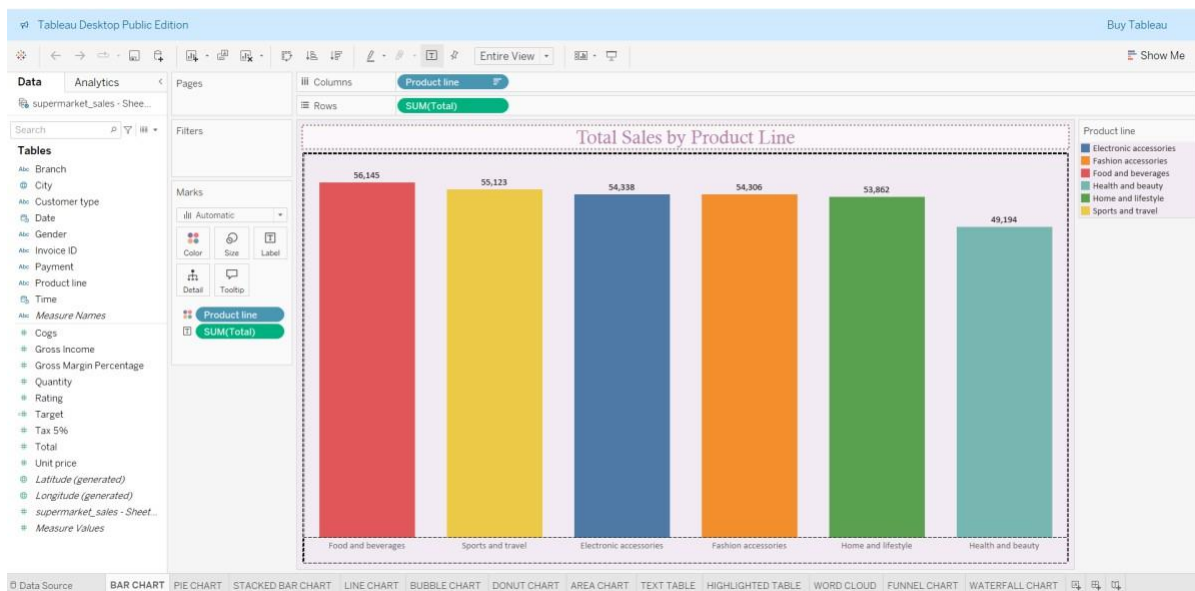 Tableau Desktop Public Edition
Buy Tableau
Entire View
Show Me
Data Analytics
supermarket_sales - Shee...
Search
Tables
Branch
City
Customer type
Date
Gender
Invoice ID
Payment
Product line
Time
Measure Names
Cogs
Gross Income
Gross Margin Percentage
Quantity
Rating
Target
Tax 5%
Total
Unit price
Latitude (generated)
Longitude (generated)
supermarket_sales - Sheet...
Measure Values
Pages
Filters
Marks
Automatic
Color Size Label
Detail Tooltip
Product line
SUM(Total)
Columns Product line
Rows SUM(Total)
Total Sales by Product Line
56,145 55,123 54,338 54,306 53,862 49,194
Food and beverages Sports and travel Electronic accessories Fashion accessories Home and lifestyle Health and beauty
Product line
Electronic accessories
Fashion accessories
Food and beverages
Health and beauty
Home and lifestyle
Sports and travel
Data Source BAR CHART PIE CHART STACKED BAR CHART LINE CHART BUBBLE CHART DONUT CHART AREA CHART TEXT TABLE HIGHLIGHTED TABLE WORD CLOUD FUNNEL CHART WATERFALL CHART